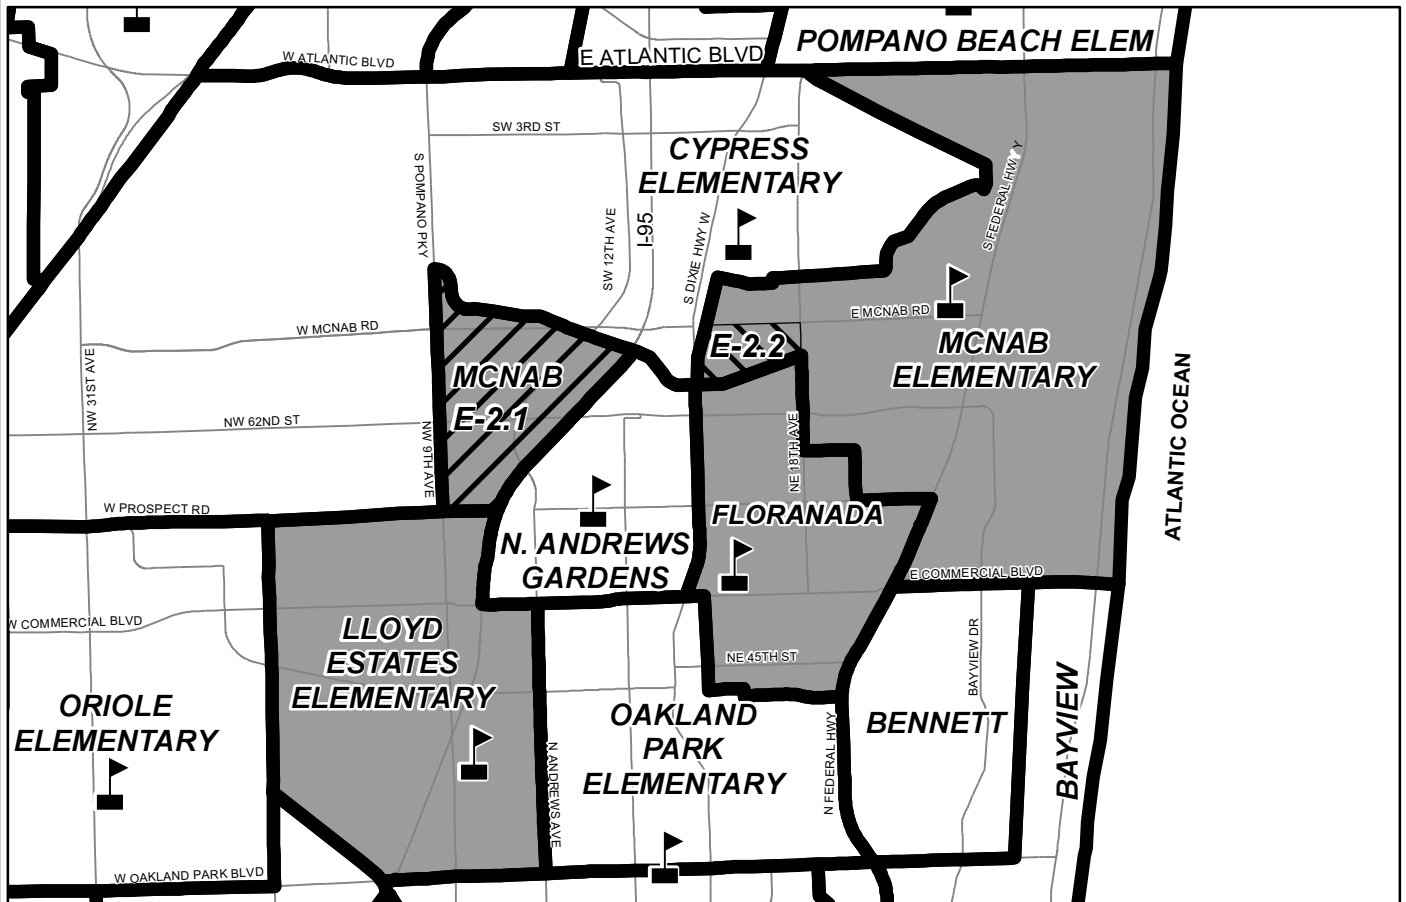 POMPANO BEACH ELEM
E ATLANTIC BLVD
W ATLANTIC BLVD
SW 3RD ST
CYPRESS
ELEMENTARY
S POMPANO PKY
SW 12TH AVE
I-95
S DIXIE HWY W
S FEDERAL HWY Y
E MCNAB RD
W MCNAB RD
MCNAB
ELEMENTARY
E-2.2
MCNAB
E-2.1
NW 31ST AVE
NW 62ND ST
NW 9TH AVE
NE 18TH AVE
ATLANTIC OCEAN
W PROSPECT RD
FLORANADA
N. ANDREWS
GARDENS
E COMMERCIAL BLVD
W COMMERCIAL BLVD
LLOYD
ESTATES
ELEMENTARY
NE 45TH ST
BAYVIEW DR
BAYVIEW
ORIOLE
ELEMENTARY
OAKLAND
PARK
ELEMENTARY
BENNETT
N FEDERAL HWY
N ANDREWS AVE
W OAKLAND PARK BLVD